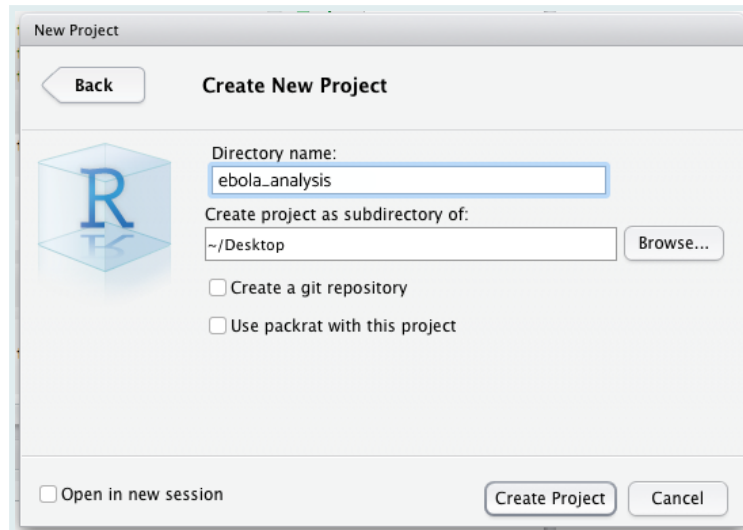 New Project
Back
Create New Project
R
Directory name:
ebola_analysis
Create project as subdirectory of:
~/Desktop
Browse...
Create a git repository
Use packrat with this project
Open in new session
Create Project
Cancel